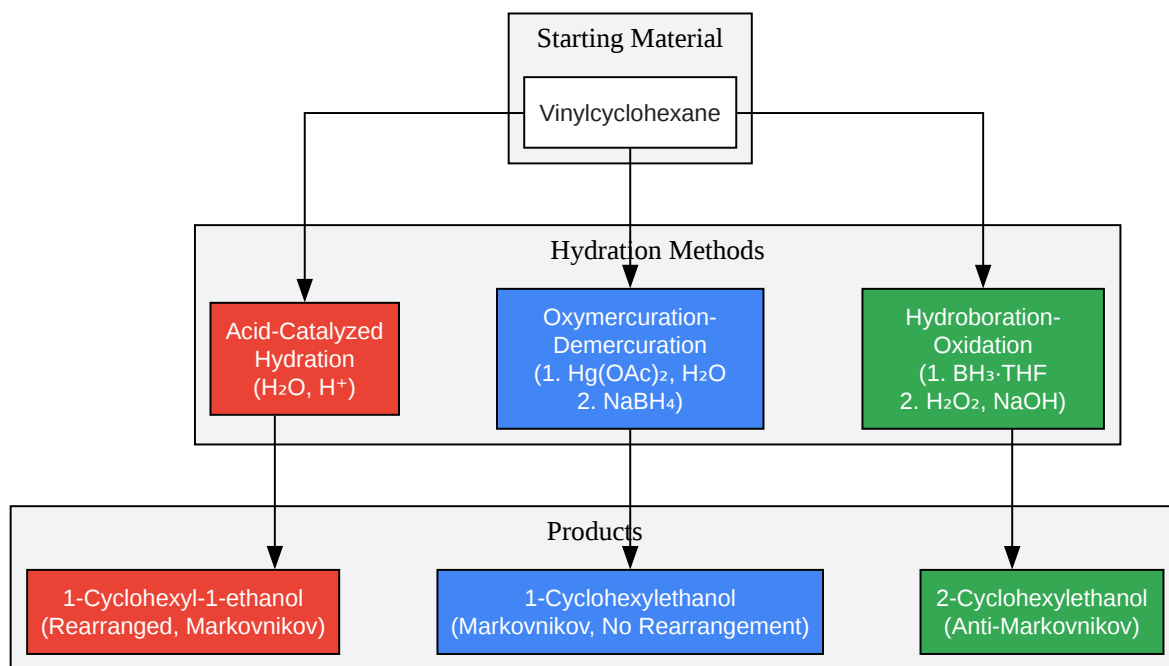 Starting Material
Vinylcyclohexane
Hydration Methods
Acid-Catalyzed
Hydration
(H₂O, H⁺)
Oxymercuration-
Demercuration
(1. Hg(OAc)₂, H₂O
2. NaBH₄)
Hydroboration-
Oxidation
(1. BH₃·THF
2. H₂O₂, NaOH)
Products
1-Cyclohexyl-1-ethanol
(Rearranged, Markovnikov)
1-Cyclohexylethanol
(Markovnikov, No Rearrangement)
2-Cyclohexylethanol
(Anti-Markovnikov)